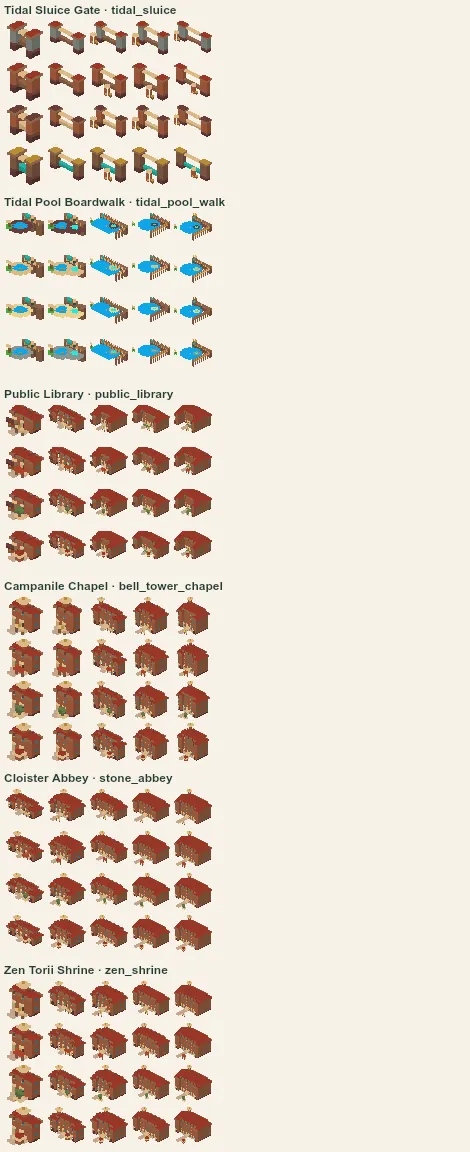 Tidal Sluice Gate · tidal_sluice
Tidal Pool Boardwalk · tidal_pool_walk
Public Library · public_library
Campanile Chapel · bell_tower_chapel
Cloister Abbey · stone_abbey
Zen Torii Shrine · zen_shrine